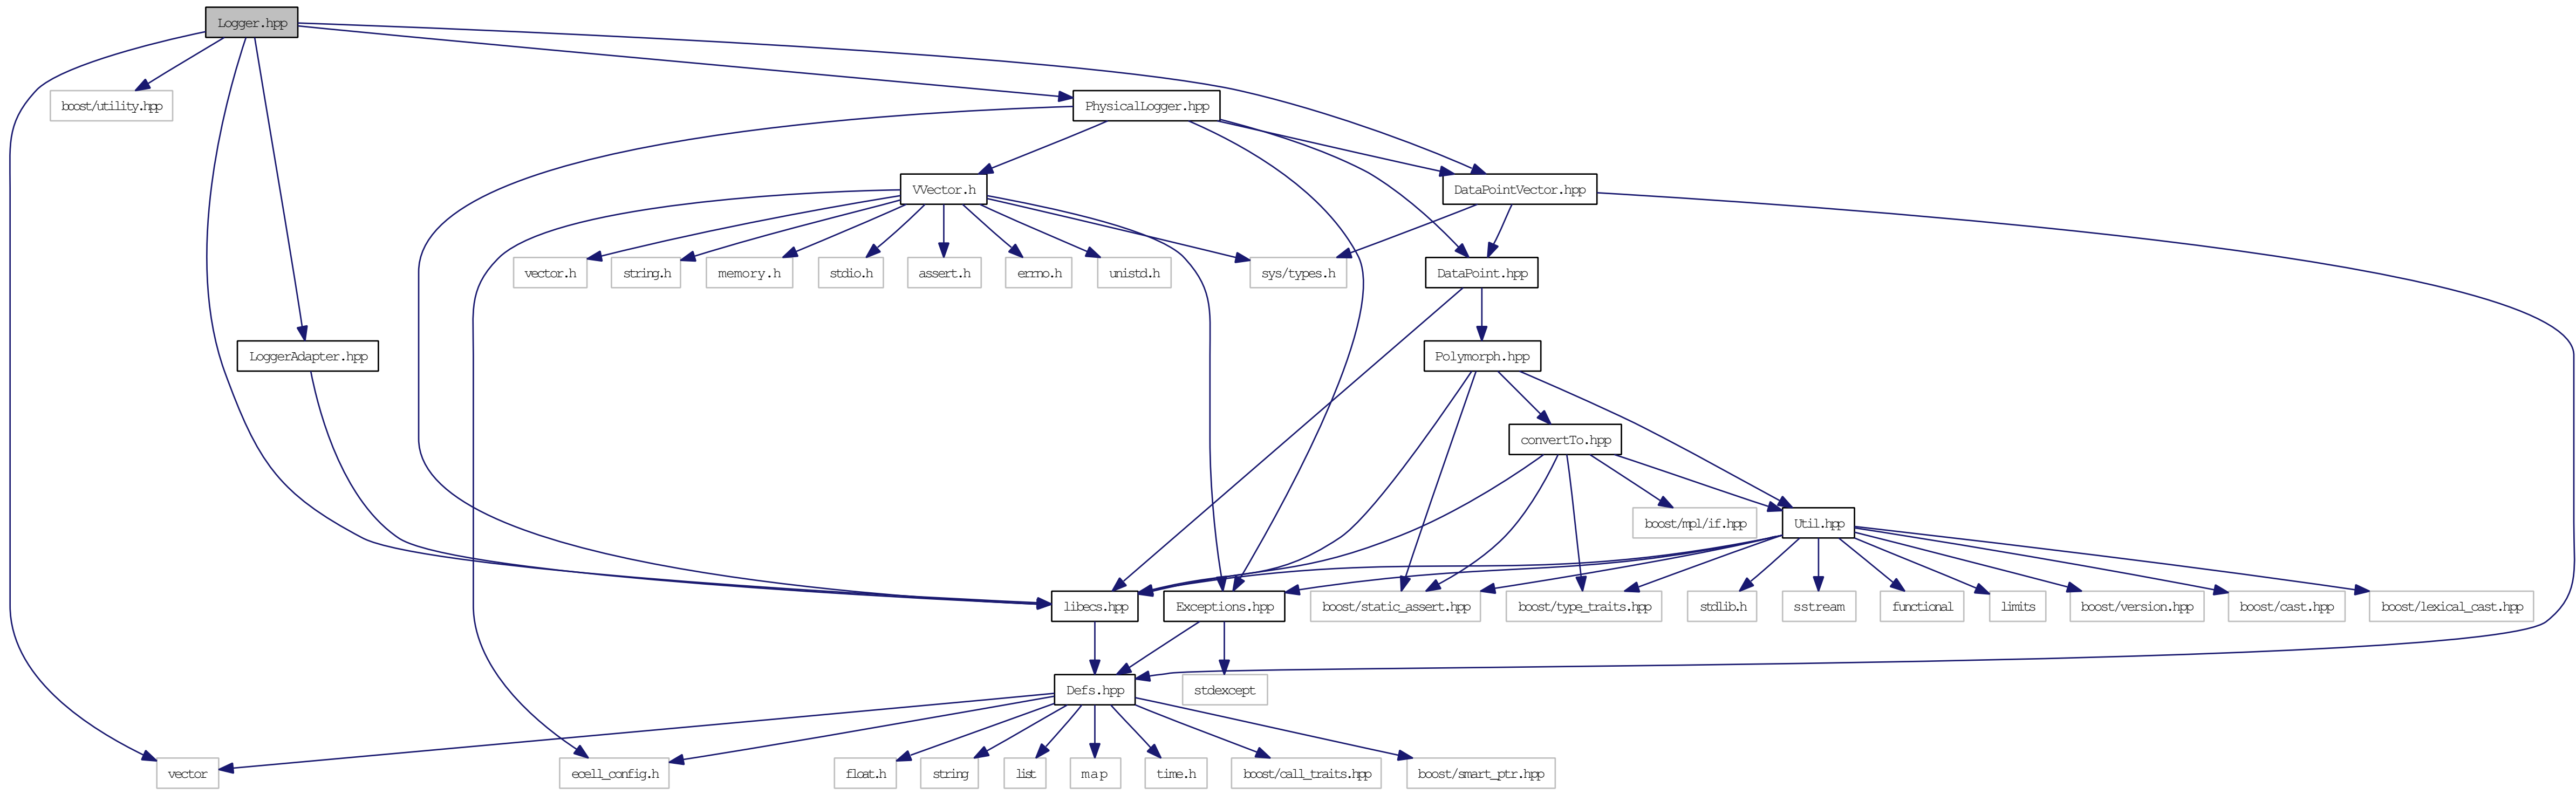 Logger.hpp
boost/utility.hpp
PhysicalLogger.hpp
VVector.h
DataPointVector.hpp
vector.h
string.h
memory.h
stdio.h
assert.h
errno.h
unistd.h
sys/types.h
DataPoint.hpp
LoggerAdapter.hpp
Polymorph.hpp
convertTo.hpp
boost/mpl/if.hpp
Util.hpp
libecs.hpp
Exceptions.hpp
boost/static_assert.hpp
boost/type_traits.hpp
stdlib.h
sstream
functional
limits
boost/version.hpp
boost/cast.hpp
boost/lexical_cast.hpp
Defs.hpp
stdexcept
vector
ecell_config.h
float.h
string
list
map
time.h
boost/call_traits.hpp
boost/smart_ptr.hpp